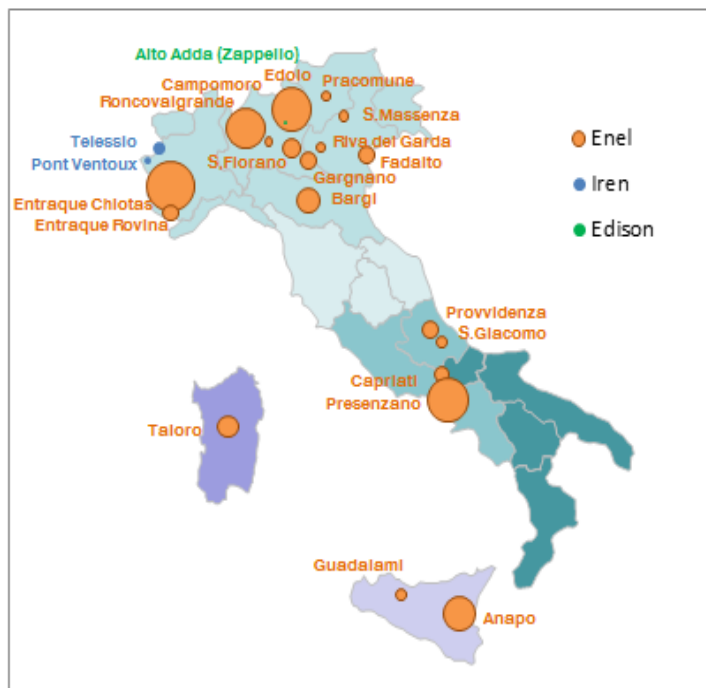 Alto Adda (Zappello)
Campomoro Edolo Pracomune
Roncovalgrande
S.Massenza
Telessio
Riva del Garda
Pont Ventoux
S.Fiorano
Fadalto
Gargnano
Entraque Chiotas
Bargi
Entraque Rovina
Enel
Iren
Edison
Provvidenza
S.Giacomo
Capriati
Presenzano
Taloro
Guadalami
Anapo